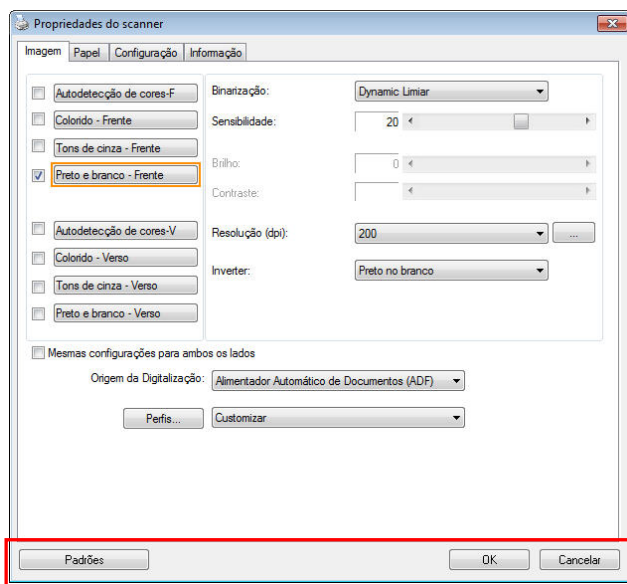 Propriedades do scanner
Imagem Papel Configuração Informação
Autodetecção de cores-F
Colorido - Frente
Tons de cinza - Frente
Preto e branco - Frente
Autodetecção de cores-V
Colorido - Verso
Tons de cinza - Verso
Preto e branco - Verso
Binarização: Dynamic Limiar
Sensibilidade: 20
Brilho: 0
Contraste:
Resolução (dpi): 200 ...
Inverter: Preto no branco
Mesmas configurações para ambos os lados
Origem da Digitalização: Alimentador Automático de Documentos (ADF)
Perfis... Customizar
Padrões OK Cancelar